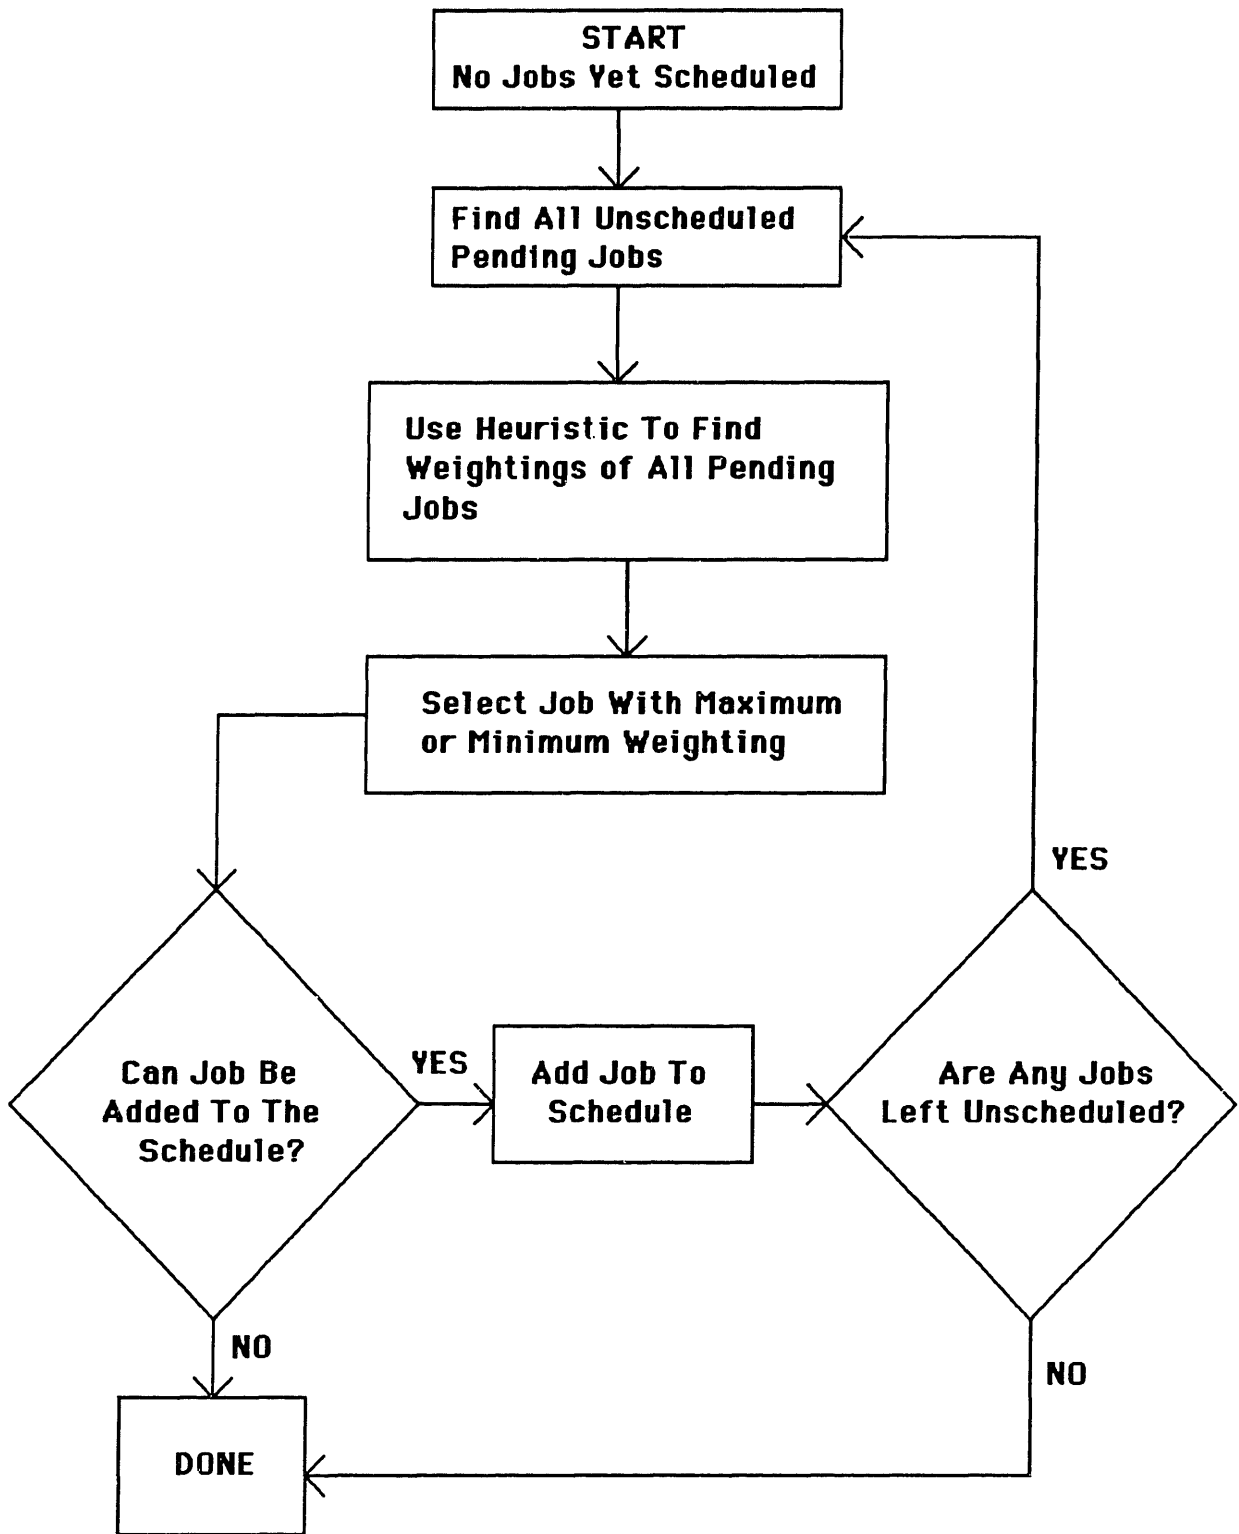 START
No Jobs Yet Scheduled
Find All Unscheduled
Pending Jobs
Use Heuristic To Find
Weightings of All Pending
Jobs
Select Job With Maximum
or Minimum Weighting
YES
Can Job Be
Added To The
Schedule?
YES
Add Job To
Schedule
Are Any Jobs
Left Unscheduled?
NO
NO
DONE